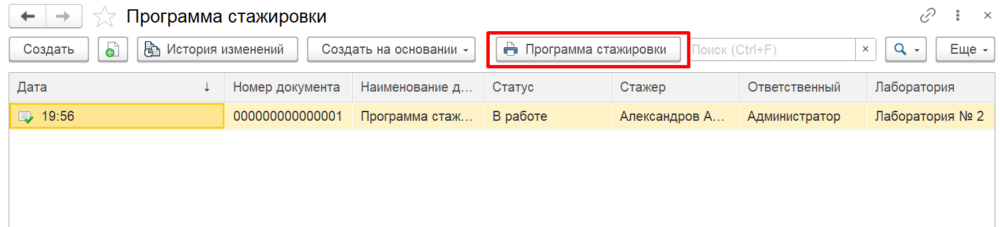 Программа стажировки
Создать История изменений Создать на основании Программа стажировки Поиск (Ctrl+F) × Еще
Дата ↓ Номер документа Наименование д... Статус Стажер Ответственный Лаборатория
19:56 000000000000001 Программа стаж... В работе Александров А... Администратор Лаборатория № 2